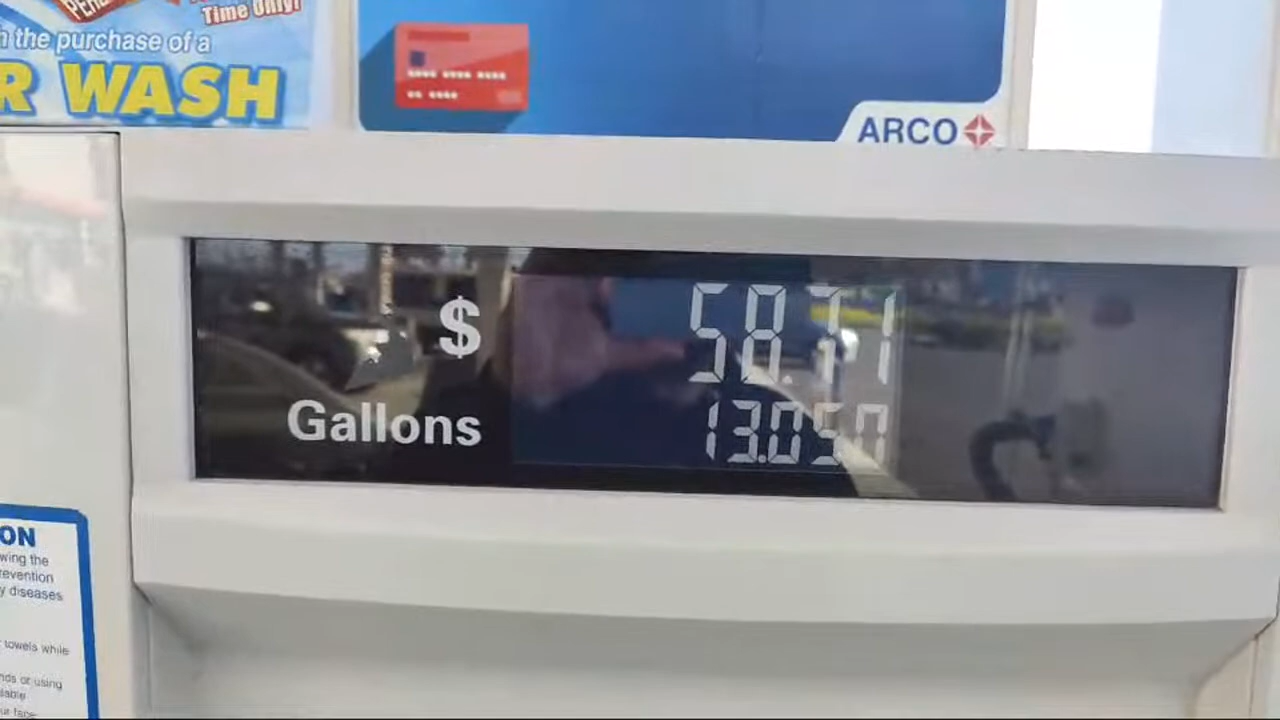 Time Only!
the purchase of a
R WASH
ARCO
$ 58.71
Gallons 13.050
ON
wing the
revention
y diseases
towels while
nds or using